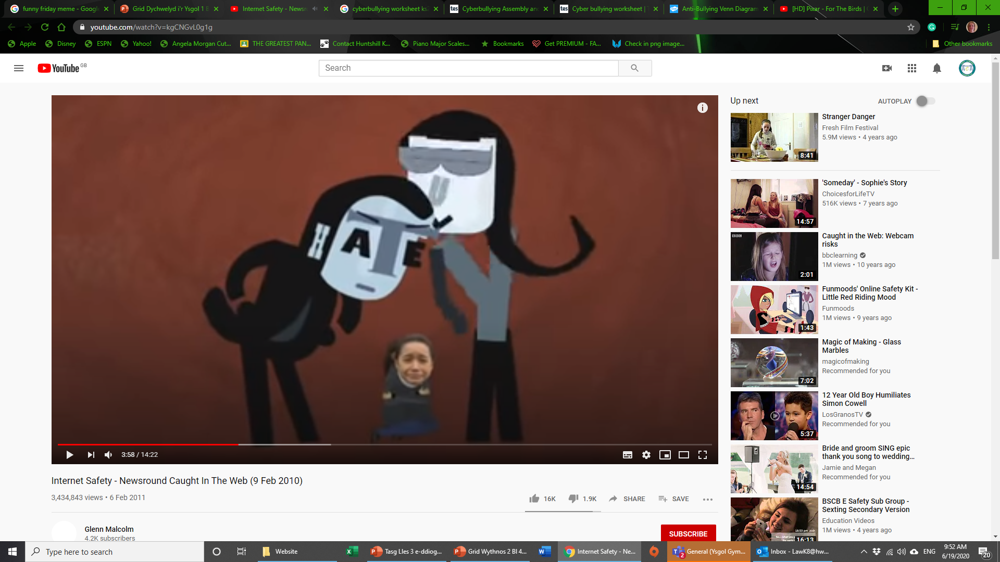 funny friday meme - Googl
Grid Dychwelyd i'r Ysgol 1 B
Internet Safety - Newsr
cyberbullying worksheet ks2
Cyberbullying Assembly and
Cyber bullying worksheet | T
Anti-Bullying Venn Diagram
[HD] Pixar - For The Birds | O
youtube.com/watch?v=kgCNGvL0g1g
Apple
Disney
ESPN
Yahoo!
Angela Morgan Cut...
THE GREATEST PAN...
Contact Huntshill K...
Piano Major Scales...
Bookmarks
Get PREMIUM - FA...
Check in png image...
Other bookmarks
YouTube GB
Search
HATE
U
3:58 / 14:22
Internet Safety - Newsround Caught In The Web (9 Feb 2010)
3,434,843 views • 6 Feb 2011
16K
1.9K
SHARE
SAVE
Glenn Malcolm
4.2K subscribers
SUBSCRIBE
Up next
AUTOPLAY
8:41
Stranger Danger
Fresh Film Festival
5.9M views • 4 years ago
14:57
'Someday' - Sophie's Story
ChoicesforLifeTV
516K views • 7 years ago
BBC
2:01
Caught in the Web: Webcam
risks
bbclearning
1M views • 10 years ago
1:43
Funmoods' Online Safety Kit -
Little Red Riding Mood
Funmoods
1M views • 9 years ago
7:02
Magic of Making - Glass
Marbles
magicofmaking
Recommended for you
5:37
12 Year Old Boy Humiliates
Simon Cowell
LosGranosTV
Recommended for you
14:54
Bride and groom SING epic
thank you song to wedding...
Jamie and Megan
Recommended for you
18:53 pm Josh
16:13
BSCB E Safety Sub Group -
Sexting Secondary Version
Education Videos
1M views • 4 years ago
Type here to search
Website
Tasg Lles 3 e-ddiog...
Grid Wythnos 2 Bl 4...
Internet Safety - Ne...
General (Ysgol Gym...
2
Inbox - LawK8@hw...
ENG
9:52 AM
6/19/2020
20